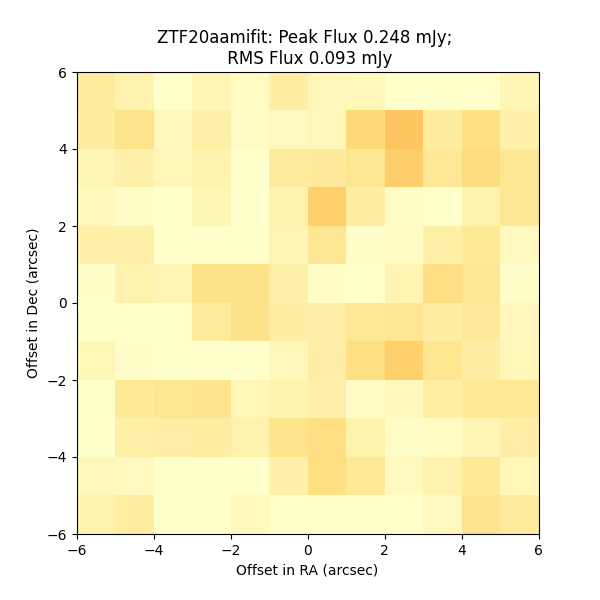 ZTF20aamifit: Peak Flux 0.248 mJy;
RMS Flux 0.093 mJy
6
4
2
0
−2
−4
−6
Offset in Dec (arcsec)
−6 −4 −2 0 2 4 6
Offset in RA (arcsec)